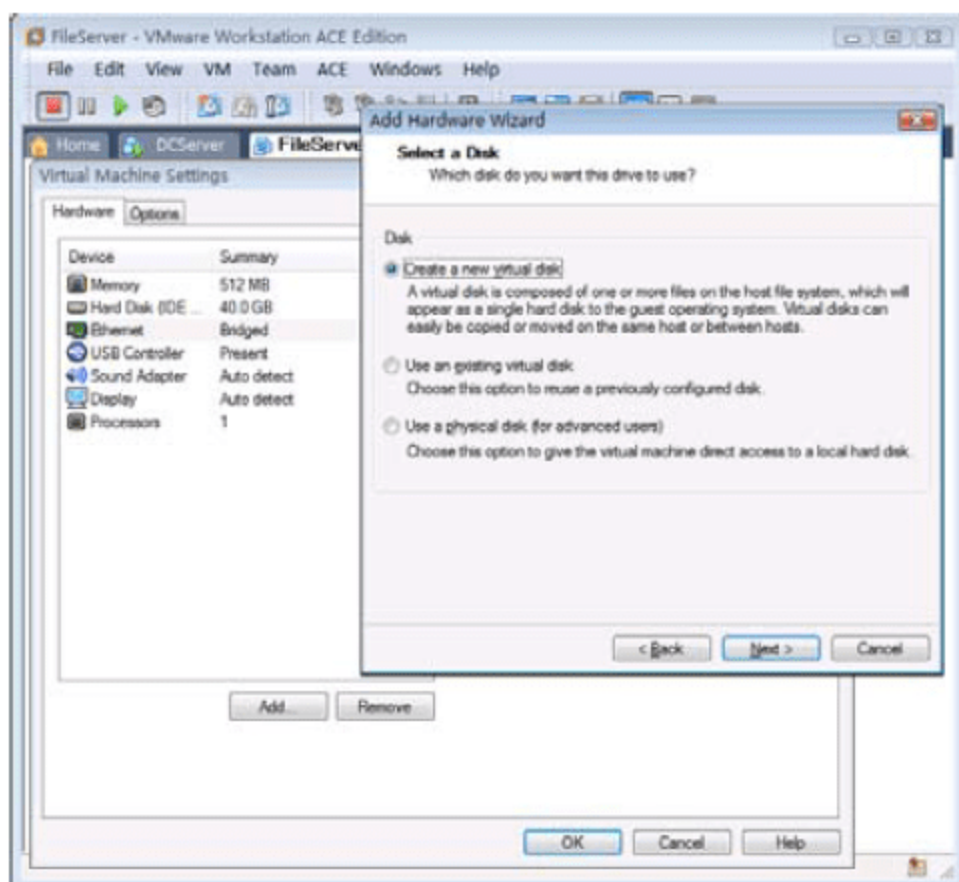 FileServer - VMware Workstation ACE Edition
File Edit View VM Team ACE Windows Help
Home DCServer FileServe
Virtual Machine Settings
Hardware Options
Device Summary
Memory 512 MB
Hard Disk (IDE ... 40.0 GB
Ethernet Bridged
USB Controller Present
Sound Adapter Auto detect
Display Auto detect
Processors 1
Add... Remove
OK Cancel Help
Add Hardware Wizard
Select a Disk
Which disk do you want this drive to use?
Disk
Create a new virtual disk
A virtual disk is composed of one or more files on the host file system, which will
appear as a single hard disk to the guest operating system. Virtual disks can
easily be copied or moved on the same host or between hosts.
Use an existing virtual disk
Choose this option to reuse a previously configured disk.
Use a physical disk (for advanced users)
Choose this option to give the virtual machine direct access to a local hard disk.
< Back Next > Cancel